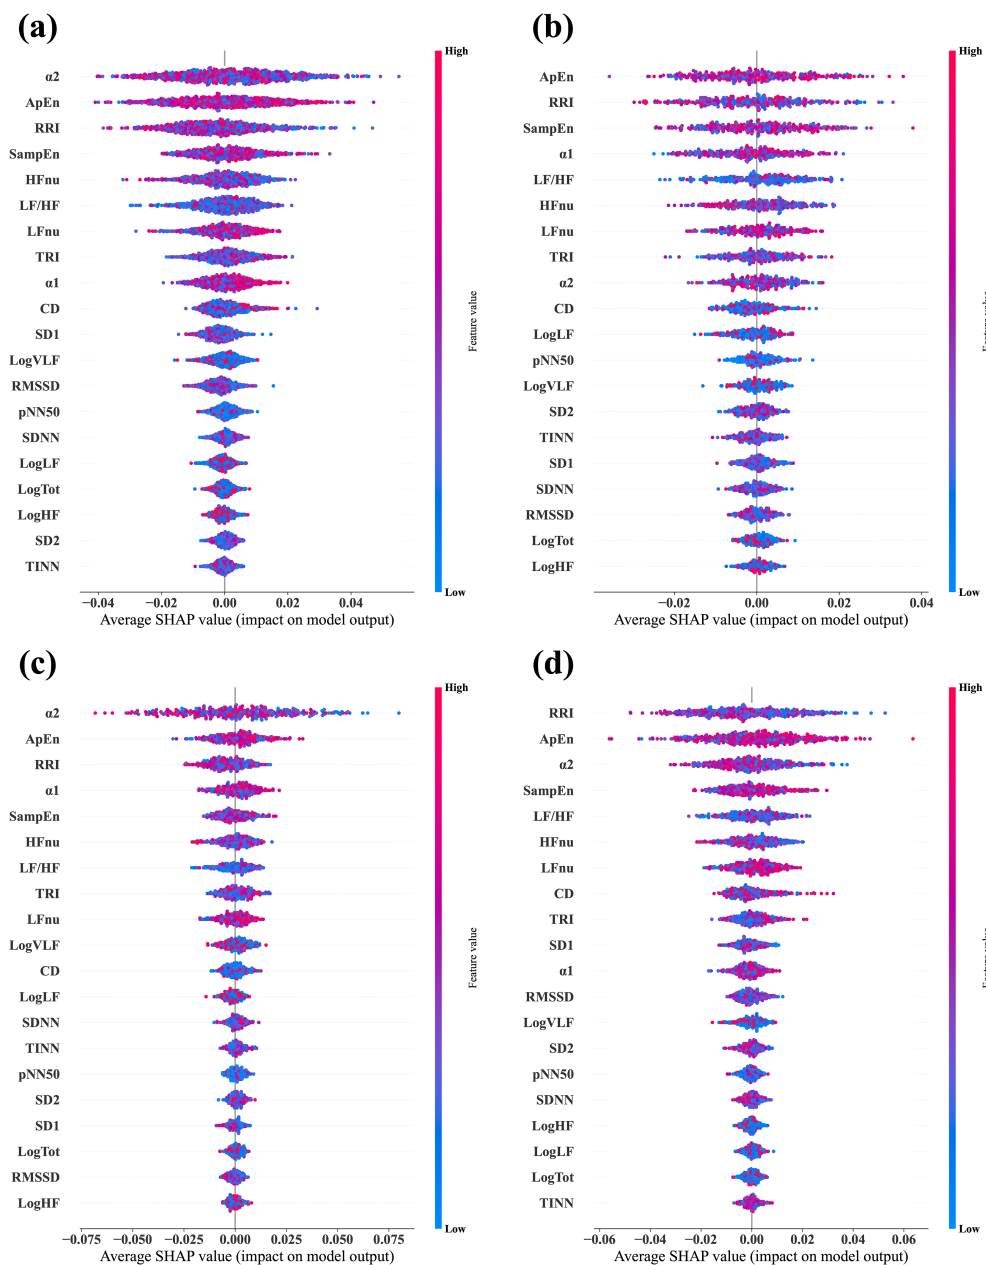 (a)
High
α2
ApEn
RRI
SampEn
HFnu
LF/HF
LFnu
TRI
α1
CD
SD1
LogVLF
RMSSD
pNN50
SDNN
LogLF
LogTot
LogHF
SD2
TINN
Feature value
Low
−0.04 −0.02 0.00 0.02 0.04
Average SHAP value (impact on model output)
(b)
High
ApEn
RRI
SampEn
α1
LF/HF
HFnu
LFnu
TRI
α2
CD
LogLF
pNN50
LogVLF
SD2
TINN
SD1
SDNN
RMSSD
LogTot
LogHF
Feature value
Low
−0.02 0.00 0.02 0.04
Average SHAP value (impact on model output)
(c)
High
α2
ApEn
RRI
α1
SampEn
HFnu
LF/HF
TRI
LFnu
LogVLF
CD
LogLF
SDNN
TINN
pNN50
SD2
SD1
LogTot
RMSSD
LogHF
Feature value
Low
−0.075 −0.050 −0.025 0.000 0.025 0.050 0.075
Average SHAP value (impact on model output)
(d)
High
RRI
ApEn
α2
SampEn
LF/HF
HFnu
LFnu
CD
TRI
SD1
α1
RMSSD
LogVLF
SD2
pNN50
SDNN
LogHF
LogLF
LogTot
TINN
Feature value
Low
−0.06 −0.04 −0.02 0.00 0.02 0.04 0.06
Average SHAP value (impact on model output)